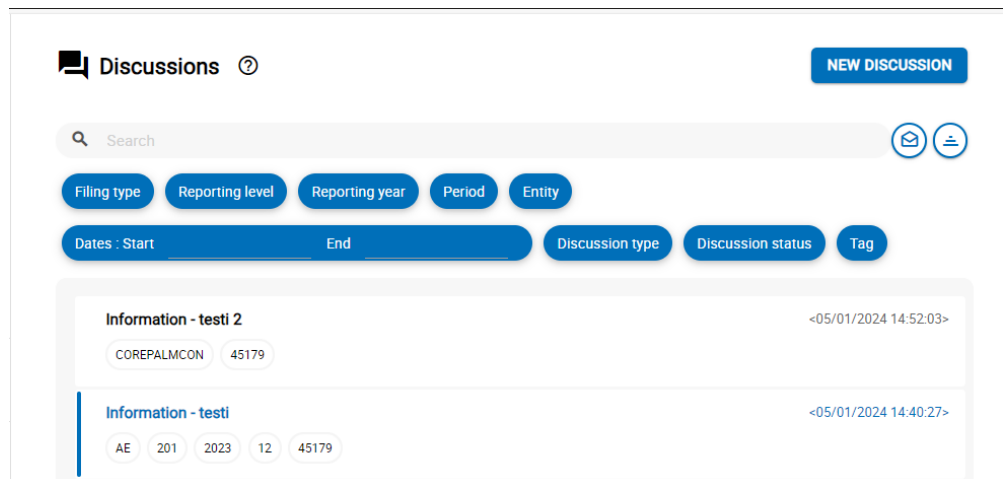 Discussions
NEW DISCUSSION
Search
Filing type Reporting level Reporting year Period Entity
Dates : Start End Discussion type Discussion status Tag
Information - testi 2 <05/01/2024 14:52:03>
COREPALMCON 45179
Information - testi <05/01/2024 14:40:27>
AE 201 2023 12 45179